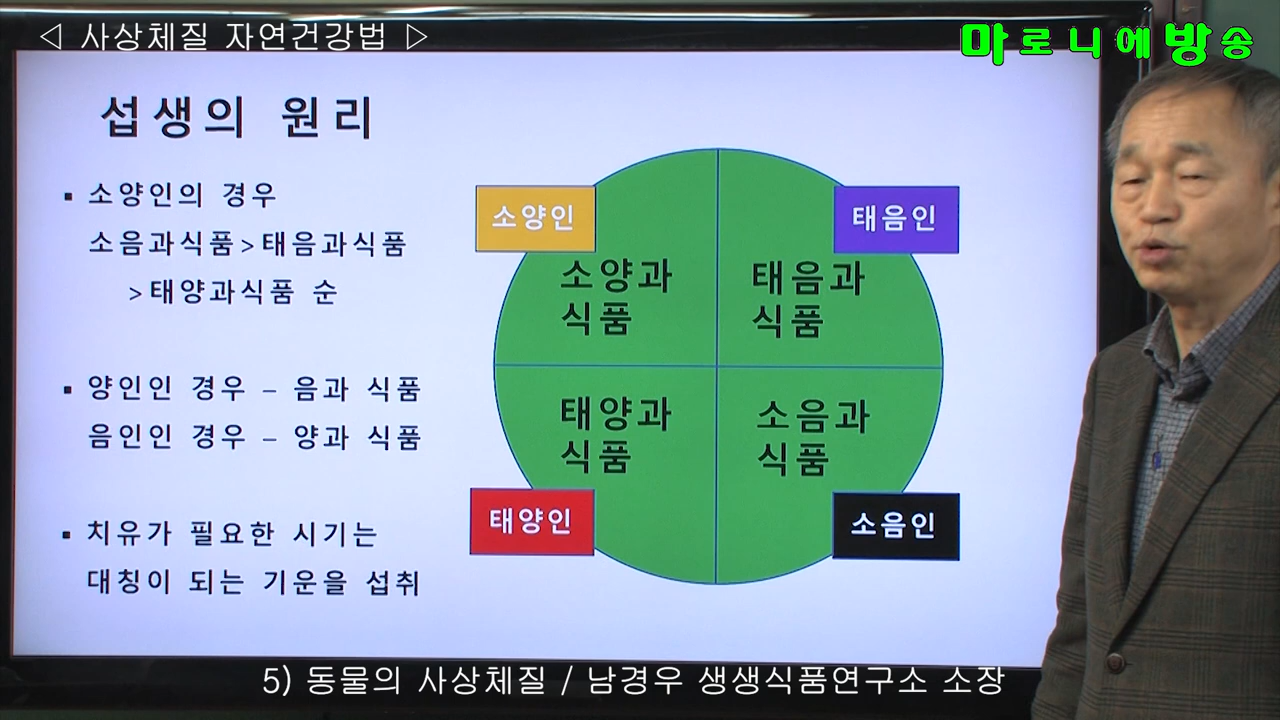 ◁ 사상체질 자연건강법 ▷
마로니에방송
섭생의 원리
▪ 소양인의 경우
소음과식품>태음과식품
>태양과식품 순
▪ 양인인 경우 – 음과 식품
음인인 경우 – 양과 식품
▪ 치유가 필요한 시기는
대칭이 되는 기운을 섭취
소양인
태음인
소양과
식품
태음과
식품
태양과
식품
소음과
식품
태양인
소음인
5) 동물의 사상체질 / 남경우 생생식품연구소 소장